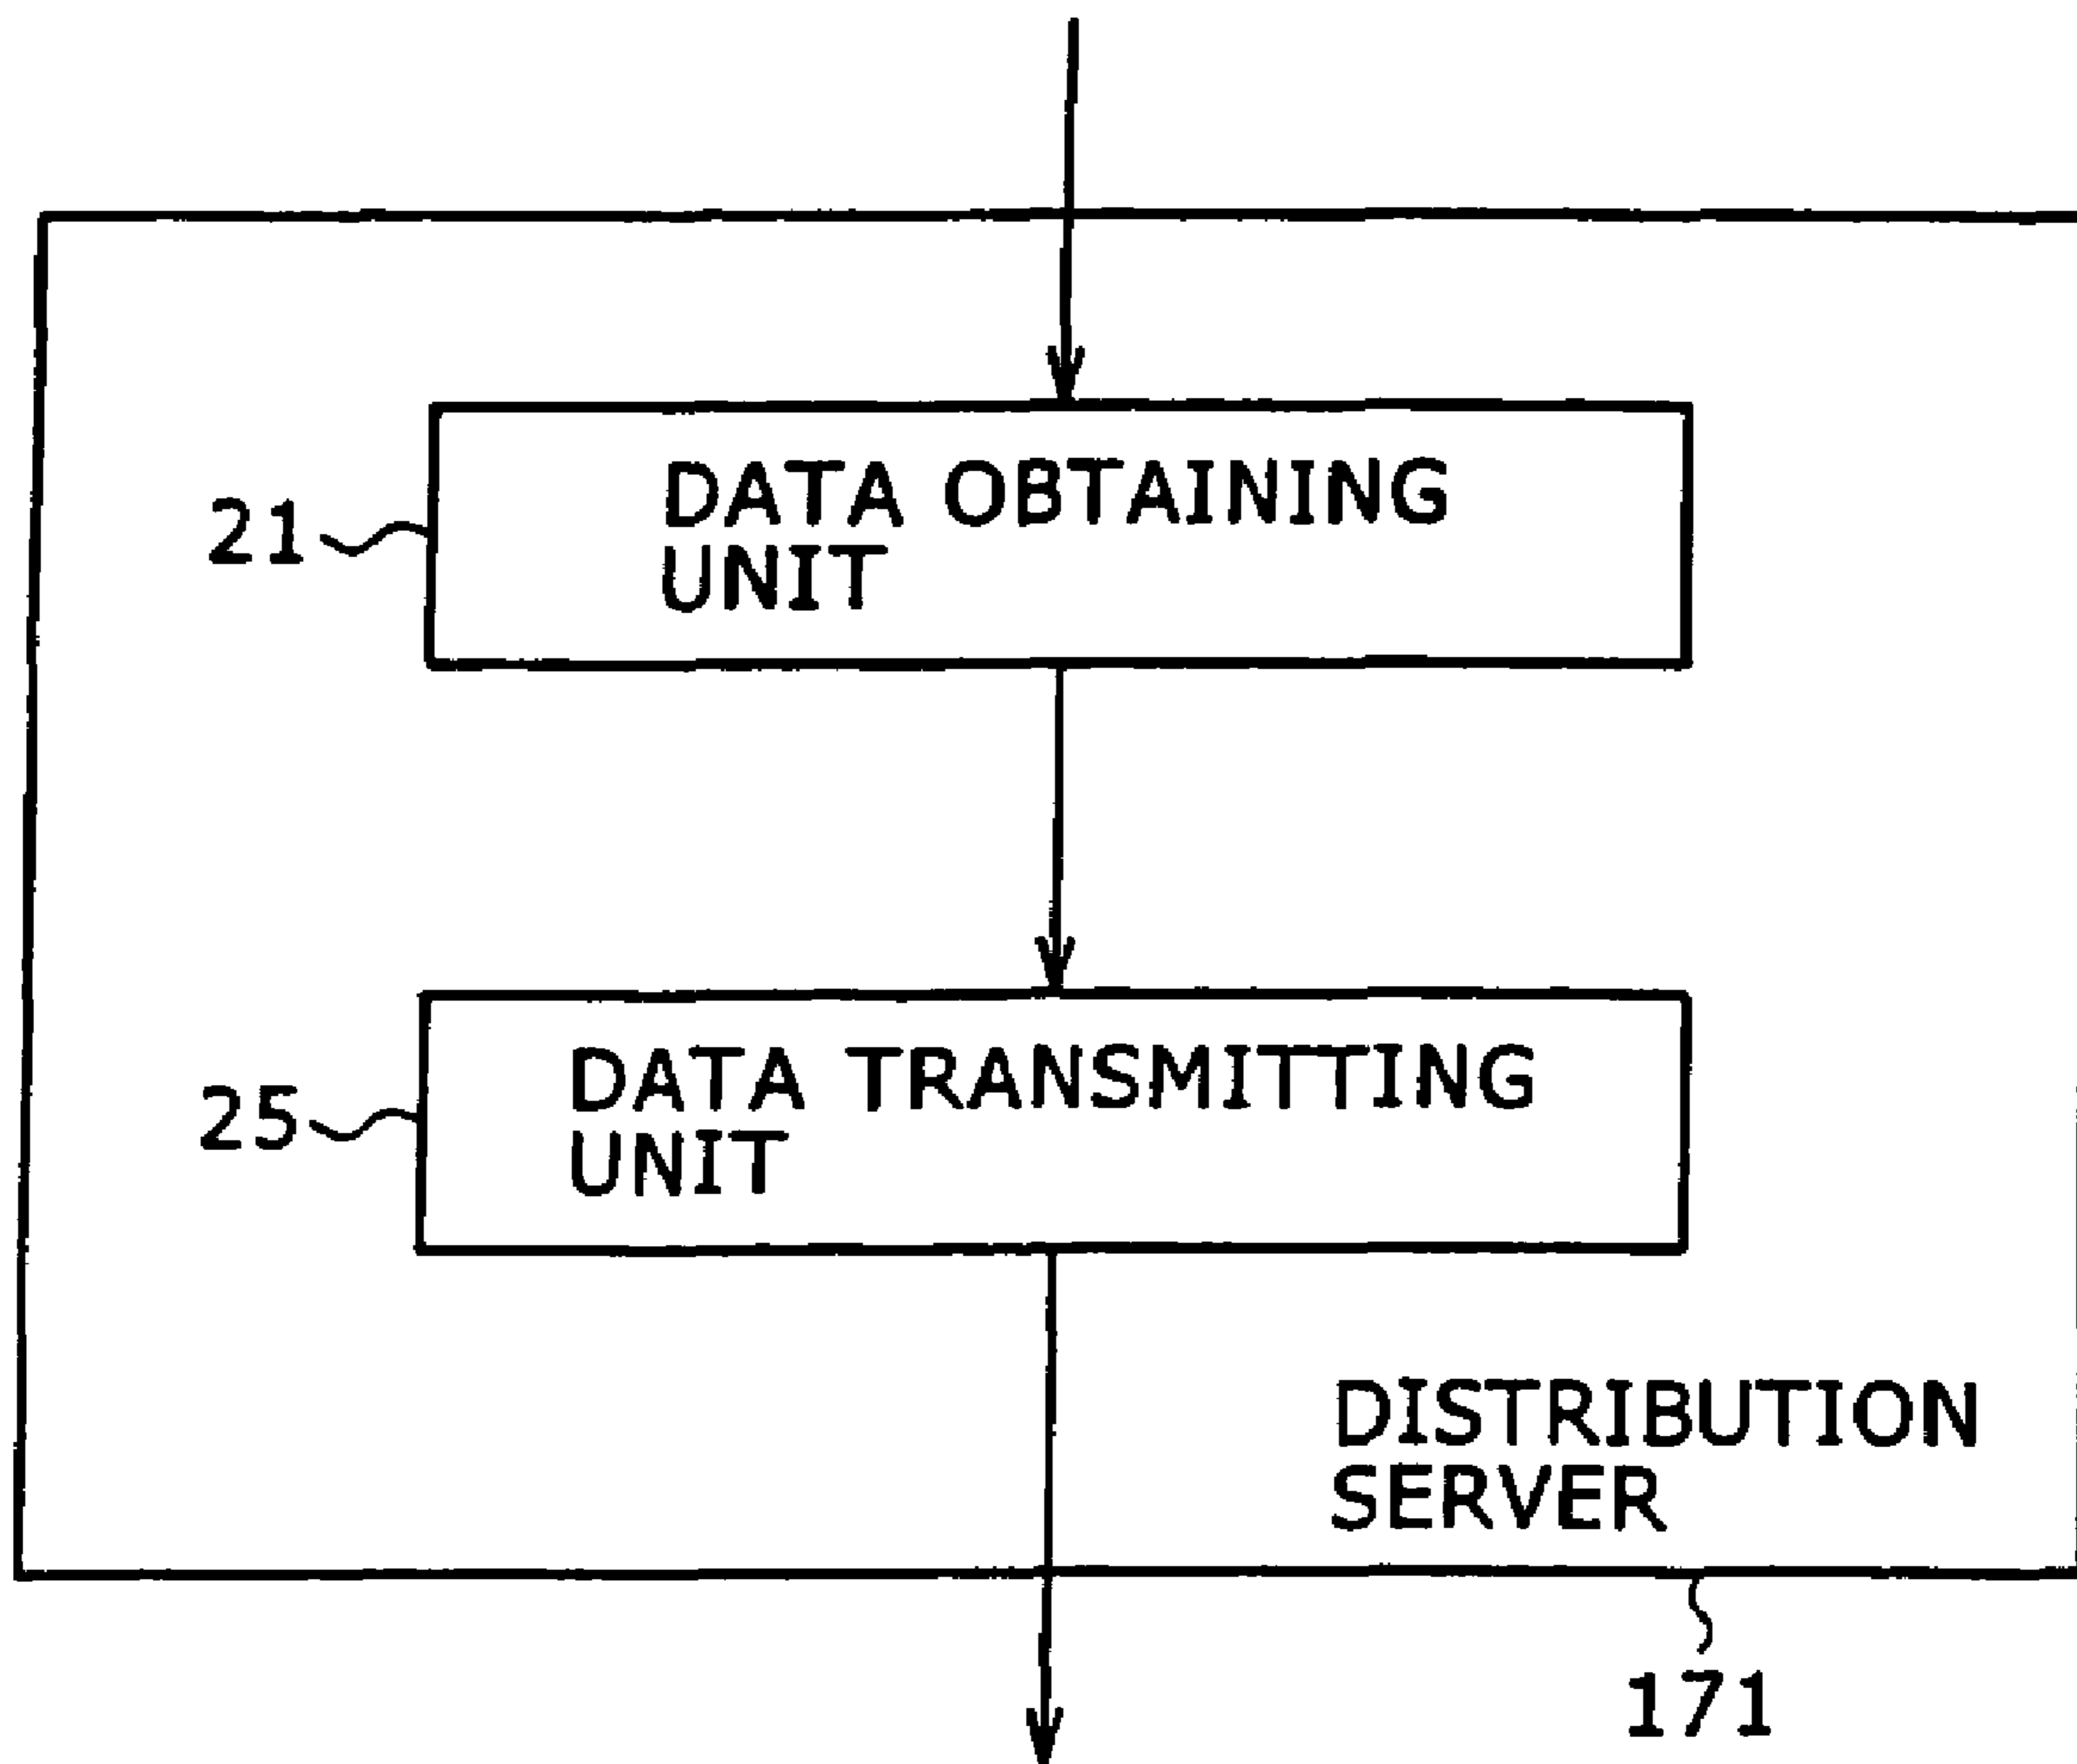 DATA OBTAINING
UNIT
21
DATA TRANSMITTING
UNIT
25
DISTRIBUTION
SERVER
171